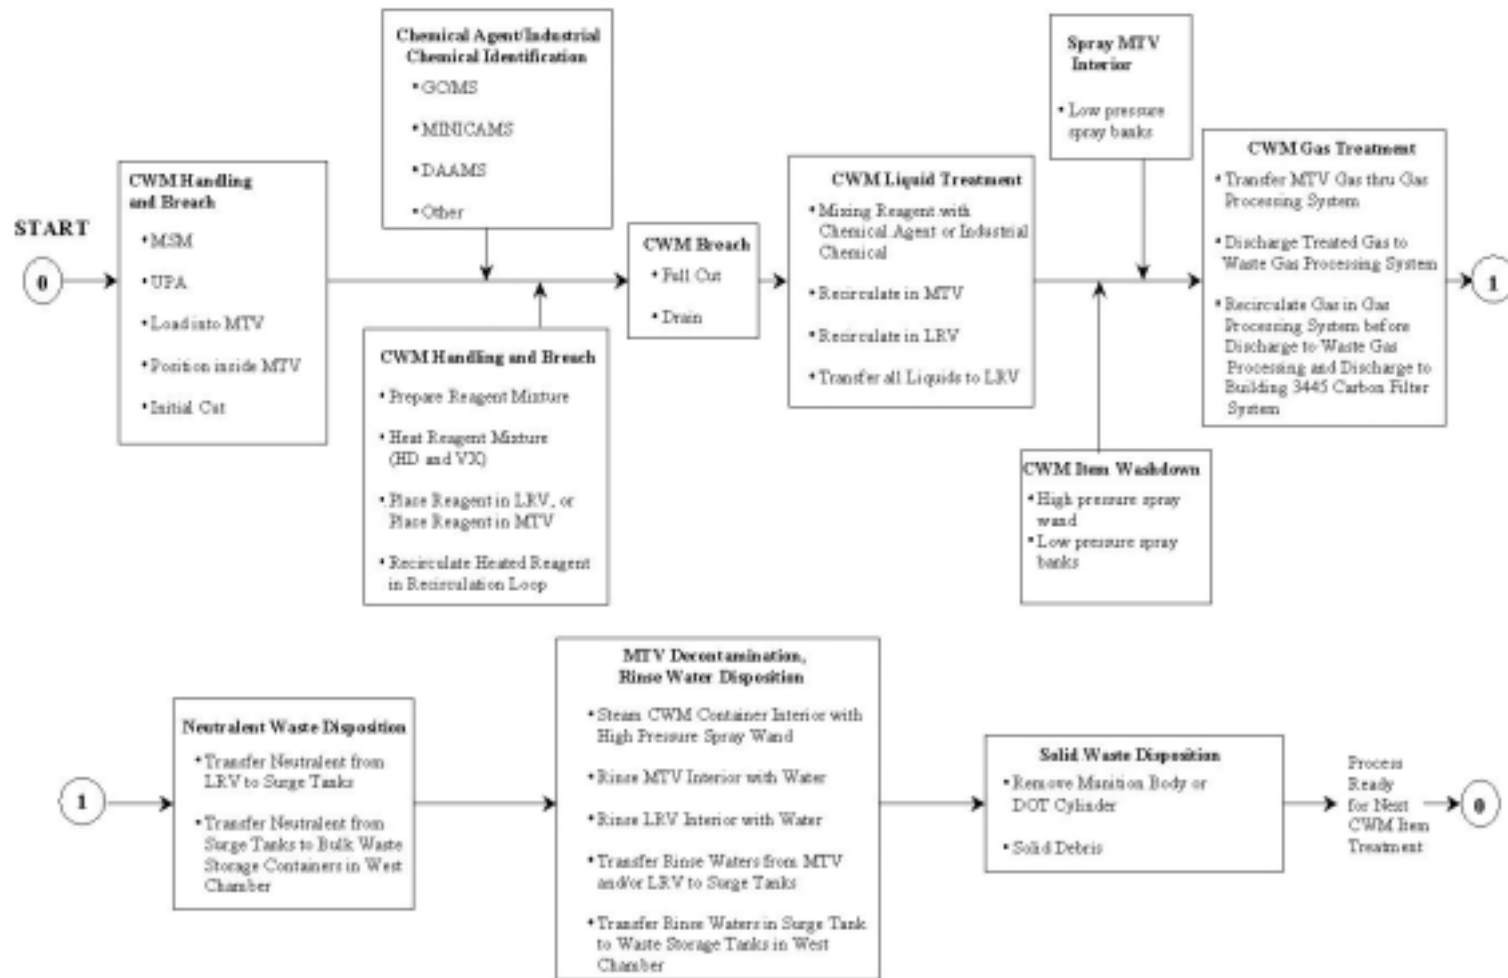 START
0
CWM Handling
and Breach
• MSM
• UPA
• Load into MTV
• Position inside MTV
• Initial Cut
Chemical Agent/Industrial
Chemical Identification
• GC/MS
• MINICAMS
• DAAMS
• Other
CWM Handling and Breach
• Prepare Reagent Mixture
• Heat Reagent Mixture
(HD and VX)
• Place Reagent in LRV, or
Place Reagent in MTV
• Recirculate Heated Reagent
in Recirculation Loop
CWM Breach
• Full Cut
• Drain
CWM Liquid Treatment
• Mixing Reagent with
Chemical Agent or Industrial
Chemical
• Recirculate in MTV
• Recirculate in LRV
• Transfer all Liquids to LRV
Spray MTV
Interior
• Low pressure
spray banks
CWM Item Washdown
• High pressure spray
wand
• Low pressure spray
banks
CWM Gas Treatment
• Transfer MTV Gas thru Gas
Processing System
• Discharge Treated Gas to
Waste Gas Processing System
• Recirculate Gas in Gas
Processing System before
Discharge to Waste Gas
Processing and Discharge to
Building 3445 Carbon Filter
System
1
1
Neutralent Waste Disposition
• Transfer Neutralent from
LRV to Surge Tanks
• Transfer Neutralent from
Surge Tanks to Bulk Waste
Storage Containers in West
Chamber
MTV Decontamination,
Rinse Water Disposition
• Steam CWM Container Interior with
High Pressure Spray Wand
• Rinse MTV Interior with Water
• Rinse LRV Interior with Water
• Transfer Rinse Waters from MTV
and/or LRV to Surge Tanks
• Transfer Rinse Waters in Surge Tank
to Waste Storage Tanks in West
Chamber
Solid Waste Disposition
• Remove Munition Body or
DOT Cylinder
• Solid Debris
Process
Ready
for Next
CWM Item
Treatment
0